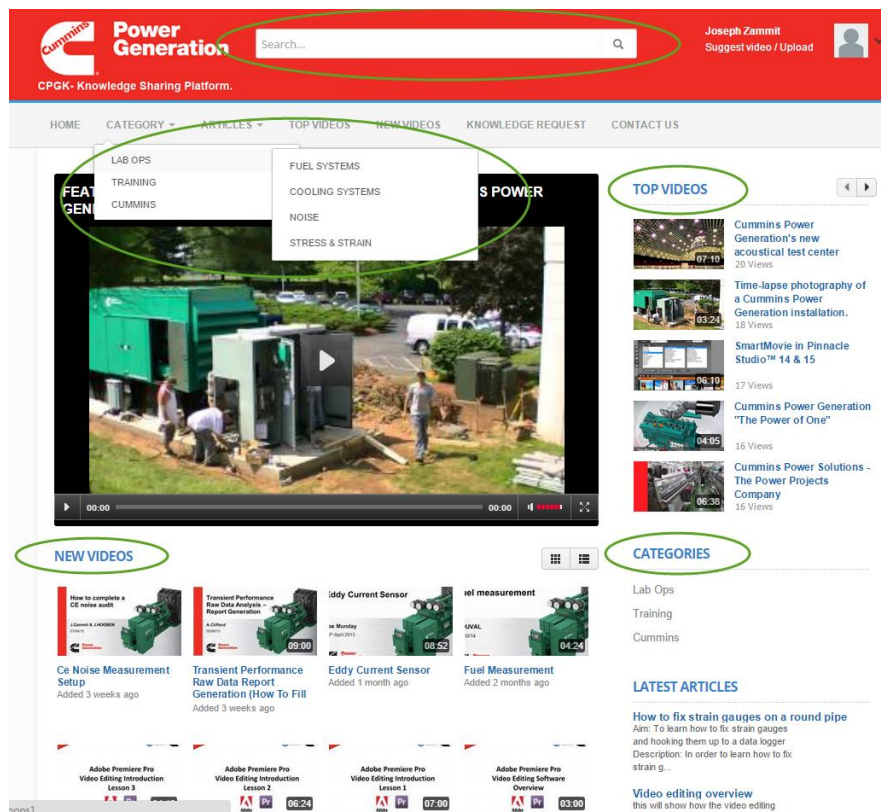 Cummins
Power
Generation
Search...
Joseph Zammit
Suggest video / Upload
CPGK- Knowledge Sharing Platform.
HOME CATEGORY ARTICLES TOP VIDEOS NEW VIDEOS KNOWLEDGE REQUEST CONTACT US
LAB OPS
TRAINING
CUMMINS
FUEL SYSTEMS
COOLING SYSTEMS
NOISE
STRESS & STRAIN
S POWER
GEN
00:00
00:00
TOP VIDEOS
07:10
Cummins Power
Generation's new
acoustical test center
20 Views
03:24
Time-lapse photography of
a Cummins Power
Generation installation.
18 Views
06:10
SmartMovie in Pinnacle
Studio™ 14 & 15
17 Views
04:05
Cummins Power Generation
"The Power of One"
16 Views
06:38
Cummins Power Solutions -
The Power Projects
Company
16 Views
NEW VIDEOS
How to complete a
CE noise audit
J.Zammit & J.HOGBEN
Ce Noise Measurement
Setup
Added 3 weeks ago
Transient Performance
Raw Data Analysis –
Report Generation
A.Clifford
09:00
Transient Performance
Raw Data Report
Generation (How To Fill
Added 3 weeks ago
Eddy Current Sensor
Munday
April 2013
08:52
Eddy Current Sensor
Added 1 month ago
uel measurement
UVAL
04:24
Fuel Measurement
Added 2 months ago
Adobe Premiere Pro
Video Editing Introduction
Lesson 3
Adobe Premiere Pro
Video Editing Introduction
Lesson 2
Pr
06:24
Adobe Premiere Pro
Video Editing Introduction
Lesson 1
Pr
07:00
Adobe Premiere Pro
Video Editing Software
Overview
Pr
03:00
CATEGORIES
Lab Ops
Training
Cummins
LATEST ARTICLES
How to fix strain gauges on a round pipe
Aim: To learn how to fix strain gauges
and hooking them up to a data logger
Description: In order to learn how to fix
strain g...
Video editing overview
this will show how the video editing